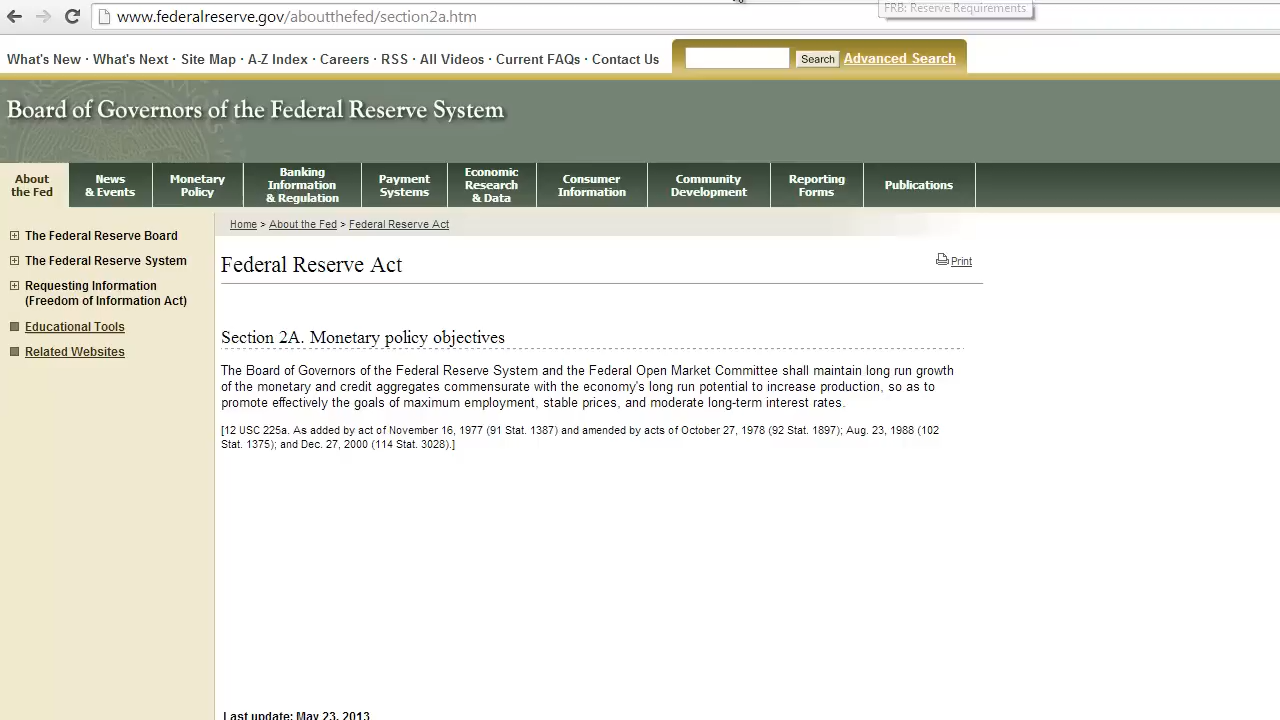 FRB: Reserve Requirements
www.federalreserve.gov/aboutthefed/section2a.htm
What's New · What's Next · Site Map · A-Z Index · Careers · RSS · All Videos · Current FAQs · Contact Us
Search
Advanced Search
Board of Governors of the Federal Reserve System
About the Fed
News & Events
Monetary Policy
Banking Information & Regulation
Payment Systems
Economic Research & Data
Consumer Information
Community Development
Reporting Forms
Publications
The Federal Reserve Board
The Federal Reserve System
Requesting Information
(Freedom of Information Act)
Educational Tools
Related Websites
Home > About the Fed > Federal Reserve Act
Federal Reserve Act
Print
Section 2A. Monetary policy objectives
The Board of Governors of the Federal Reserve System and the Federal Open Market Committee shall maintain long run growth
of the monetary and credit aggregates commensurate with the economy's long run potential to increase production, so as to
promote effectively the goals of maximum employment, stable prices, and moderate long-term interest rates.
[12 USC 225a. As added by act of November 16, 1977 (91 Stat. 1387) and amended by acts of October 27, 1978 (92 Stat. 1897); Aug. 23, 1988 (102
Stat. 1375); and Dec. 27, 2000 (114 Stat. 3028).]
Last update: May 23, 2013